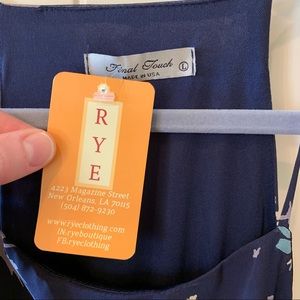 Final Touch
MADE IN USA
L
R
Y
E
4223 Magazine Street
New Orleans, LA 70115
(504) 872-9230
www.ryeclothing.com
IN:ryeboutique
FB:ryeclothing